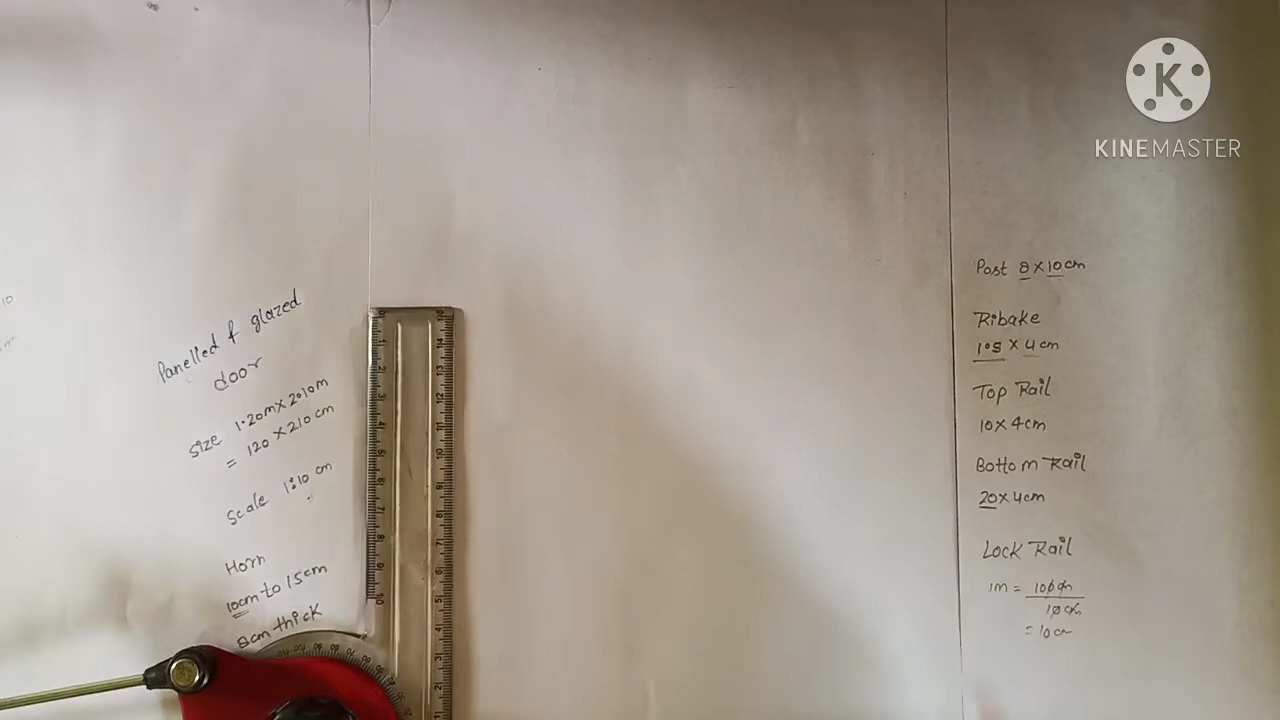 Panelled & glazed
door
Size 1.20m x 2.10m
= 120 x 210 cm
Scale 1:10 cm
Horn
10cm to 15cm
8cm thick
Post 8 x 10cm
Ribake
1.5 x 4 cm
Top Rail
10 x 4cm
Bottom Rail
20 x 4cm
Lock Rail
1M = 100cm
10cm
= 10cm
K
KINEMASTER